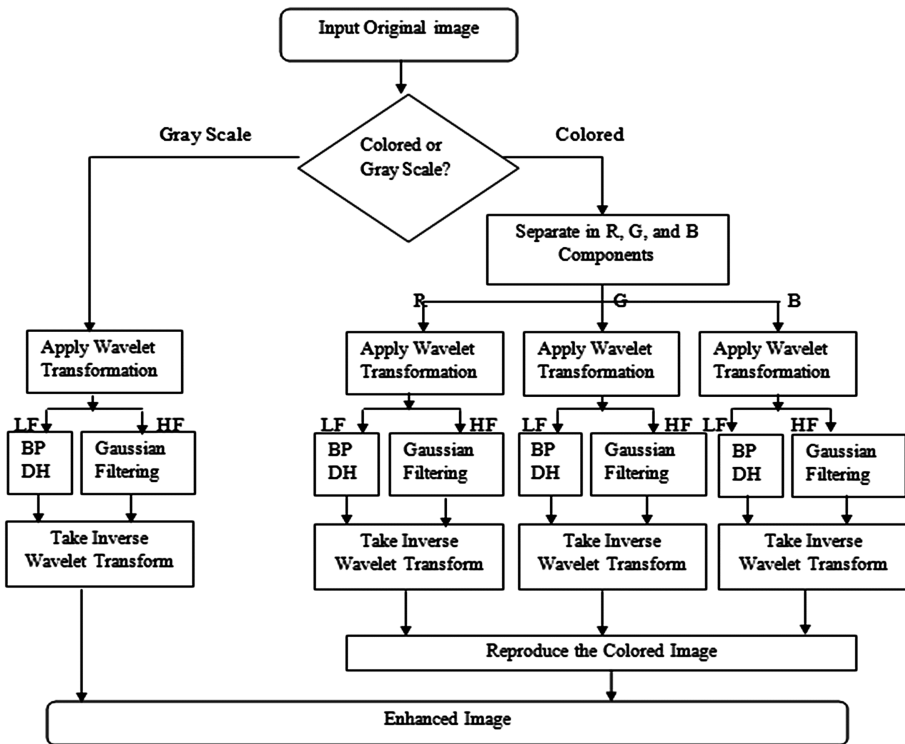 Input Original image
Gray Scale
Colored or
Gray Scale?
Colored
Separate in R, G, and B
Components
R
G
B
Apply Wavelet
Transformation
Apply Wavelet
Transformation
Apply Wavelet
Transformation
Apply Wavelet
Transformation
LF
HF
LF
HF
LF
HF
LF
HF
BP
DH
Gaussian
Filtering
BP
DH
Gaussian
Filtering
BP
DH
Gaussian
Filtering
BP
DH
Gaussian
Filtering
Take Inverse
Wavelet Transform
Take Inverse
Wavelet Transform
Take Inverse
Wavelet Transform
Take Inverse
Wavelet Transform
Reproduce the Colored Image
Enhanced Image